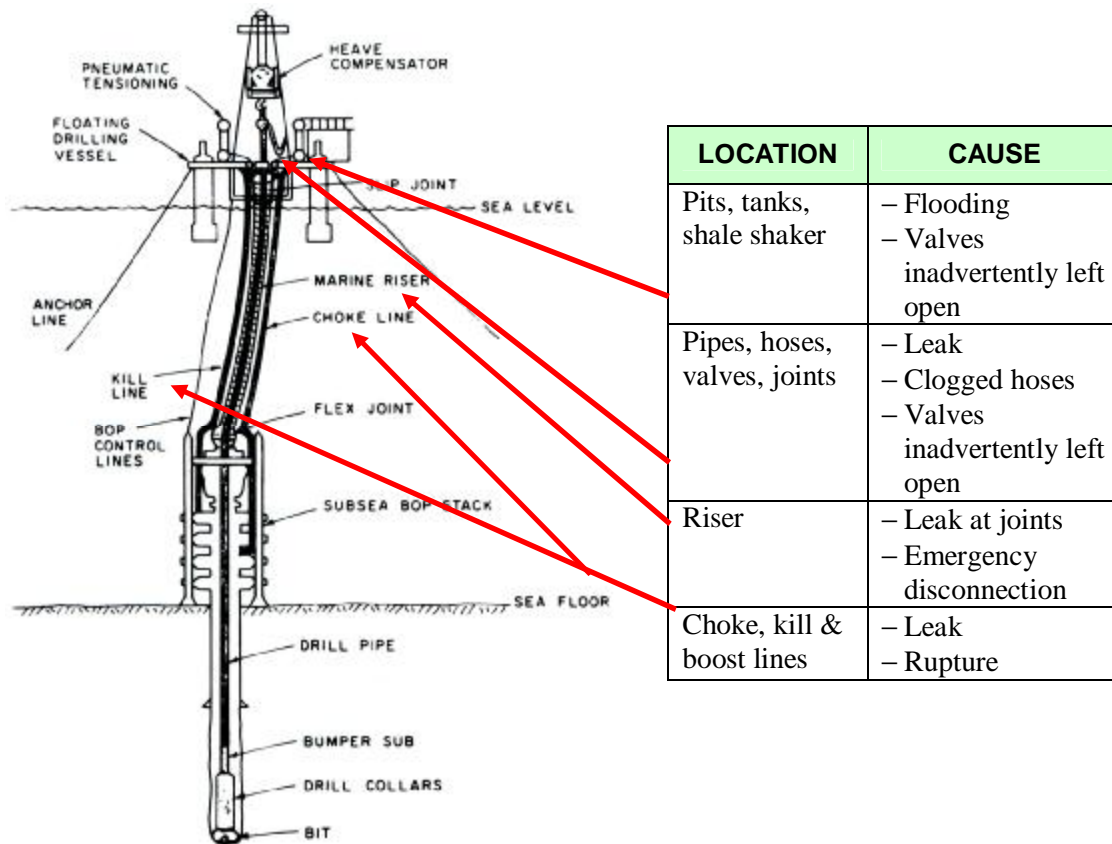 HEAVE
COMPENSATOR
PNEUMATIC
TENSIONING
FLOATING
DRILLING
VESSEL
SLIP JOINT
SEA LEVEL
MARINE RISER
ANCHOR
LINE
CHOKE LINE
KILL
LINE
FLEX JOINT
BOP
CONTROL
LINES
SUBSEA BOP STACK
SEA FLOOR
DRILL PIPE
BUMPER SUB
DRILL COLLARS
BIT
LOCATION
CAUSE
Pits, tanks,
shale shaker
– Flooding
– Valves
inadvertently left
open
Pipes, hoses,
valves, joints
– Leak
– Clogged hoses
– Valves
inadvertently left
open
Riser
– Leak at joints
– Emergency
disconnection
Choke, kill &
boost lines
– Leak
– Rupture